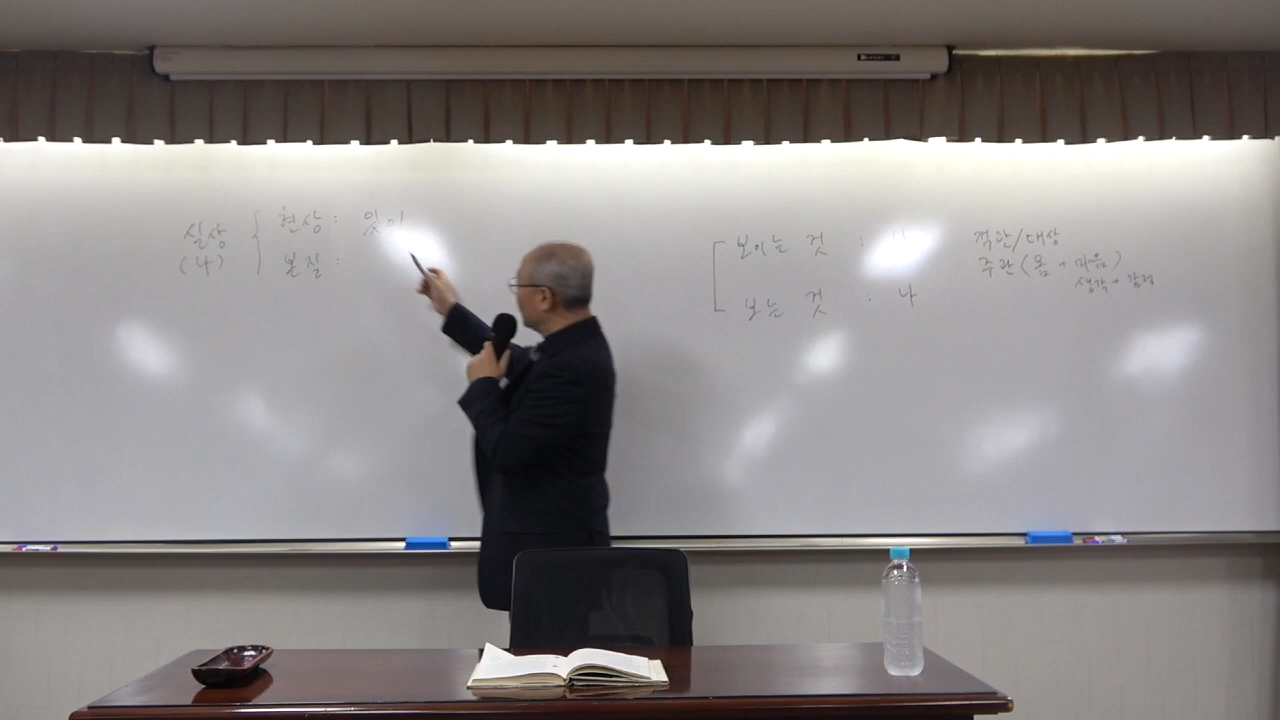 실상 { 현상 : 있이
(나) 본질 :
보이는 것 :
객관/대상
주관 (몸 + 마음)
생각 + 감정
보는 것 : 나